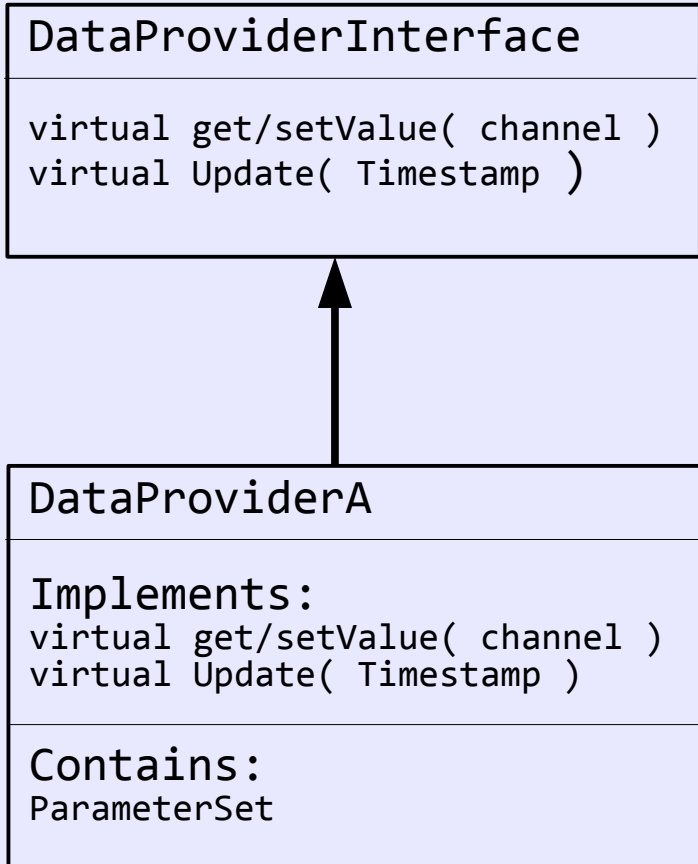 DataProviderInterface
virtual get/setValue( channel )
virtual Update( Timestamp )
DataProviderA
Implements:
virtual get/setValue( channel )
virtual Update( Timestamp )
Contains:
ParameterSet